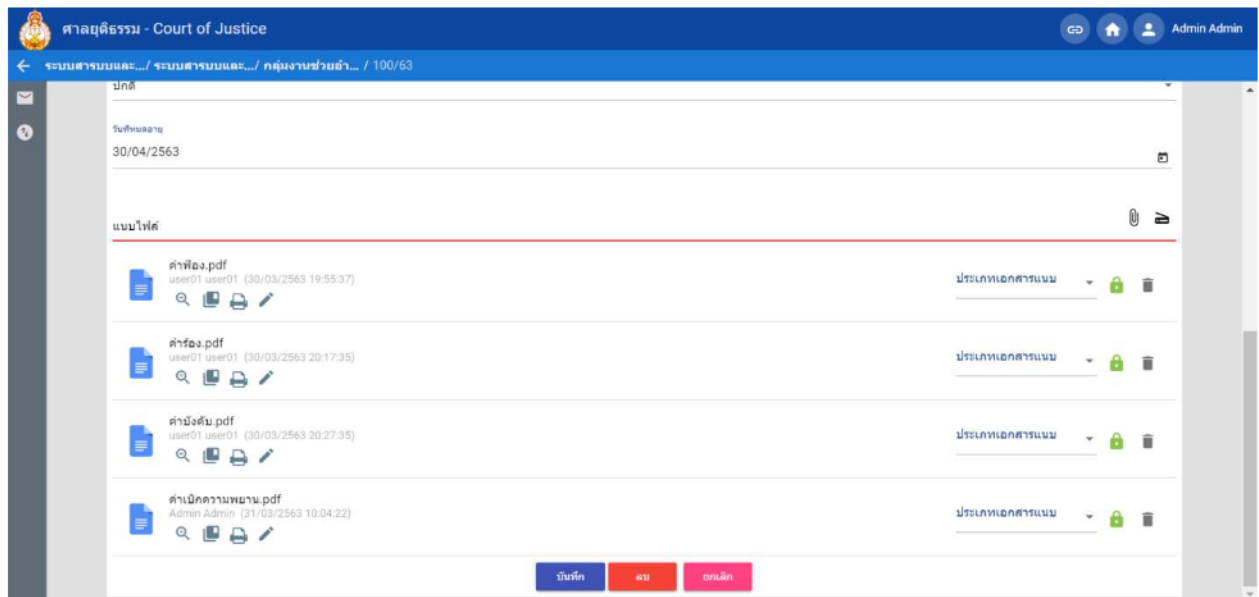 ศาลยุติธรรม - Court of Justice
Admin Admin
ระบบสารบบและ.../ ระบบสารบบและ.../ กลุ่มงานช่วยอำ... / 100/63
ปกติ
วันที่หมดอายุ
30/04/2563
แนบไฟล์
คำฟ้อง.pdf
user01 user01 (30/03/2563 19:55:37)
ประเภทเอกสารแนบ
คำร้อง.pdf
user01 user01 (30/03/2563 20:17:35)
ประเภทเอกสารแนบ
คำบังคับ.pdf
user01 user01 (30/03/2563 20:27:35)
ประเภทเอกสารแนบ
คำเบิกความพยาน.pdf
Admin Admin (31/03/2563 10:04:22)
ประเภทเอกสารแนบ
บันทึก
ลบ
ยกเลิก